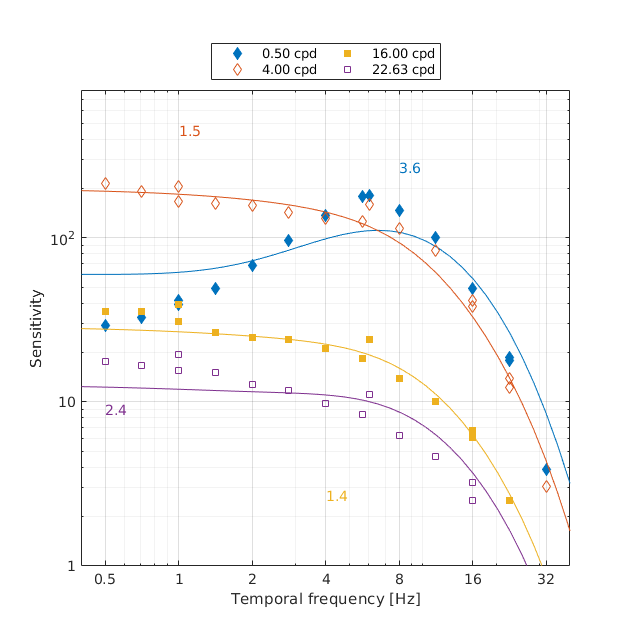 0.50 cpd 16.00 cpd
4.00 cpd 22.63 cpd
1.5
3.6
10²
Sensitivity
10
2.4
1.4
1
0.5 1 2 4 8 16 32
Temporal frequency [Hz]